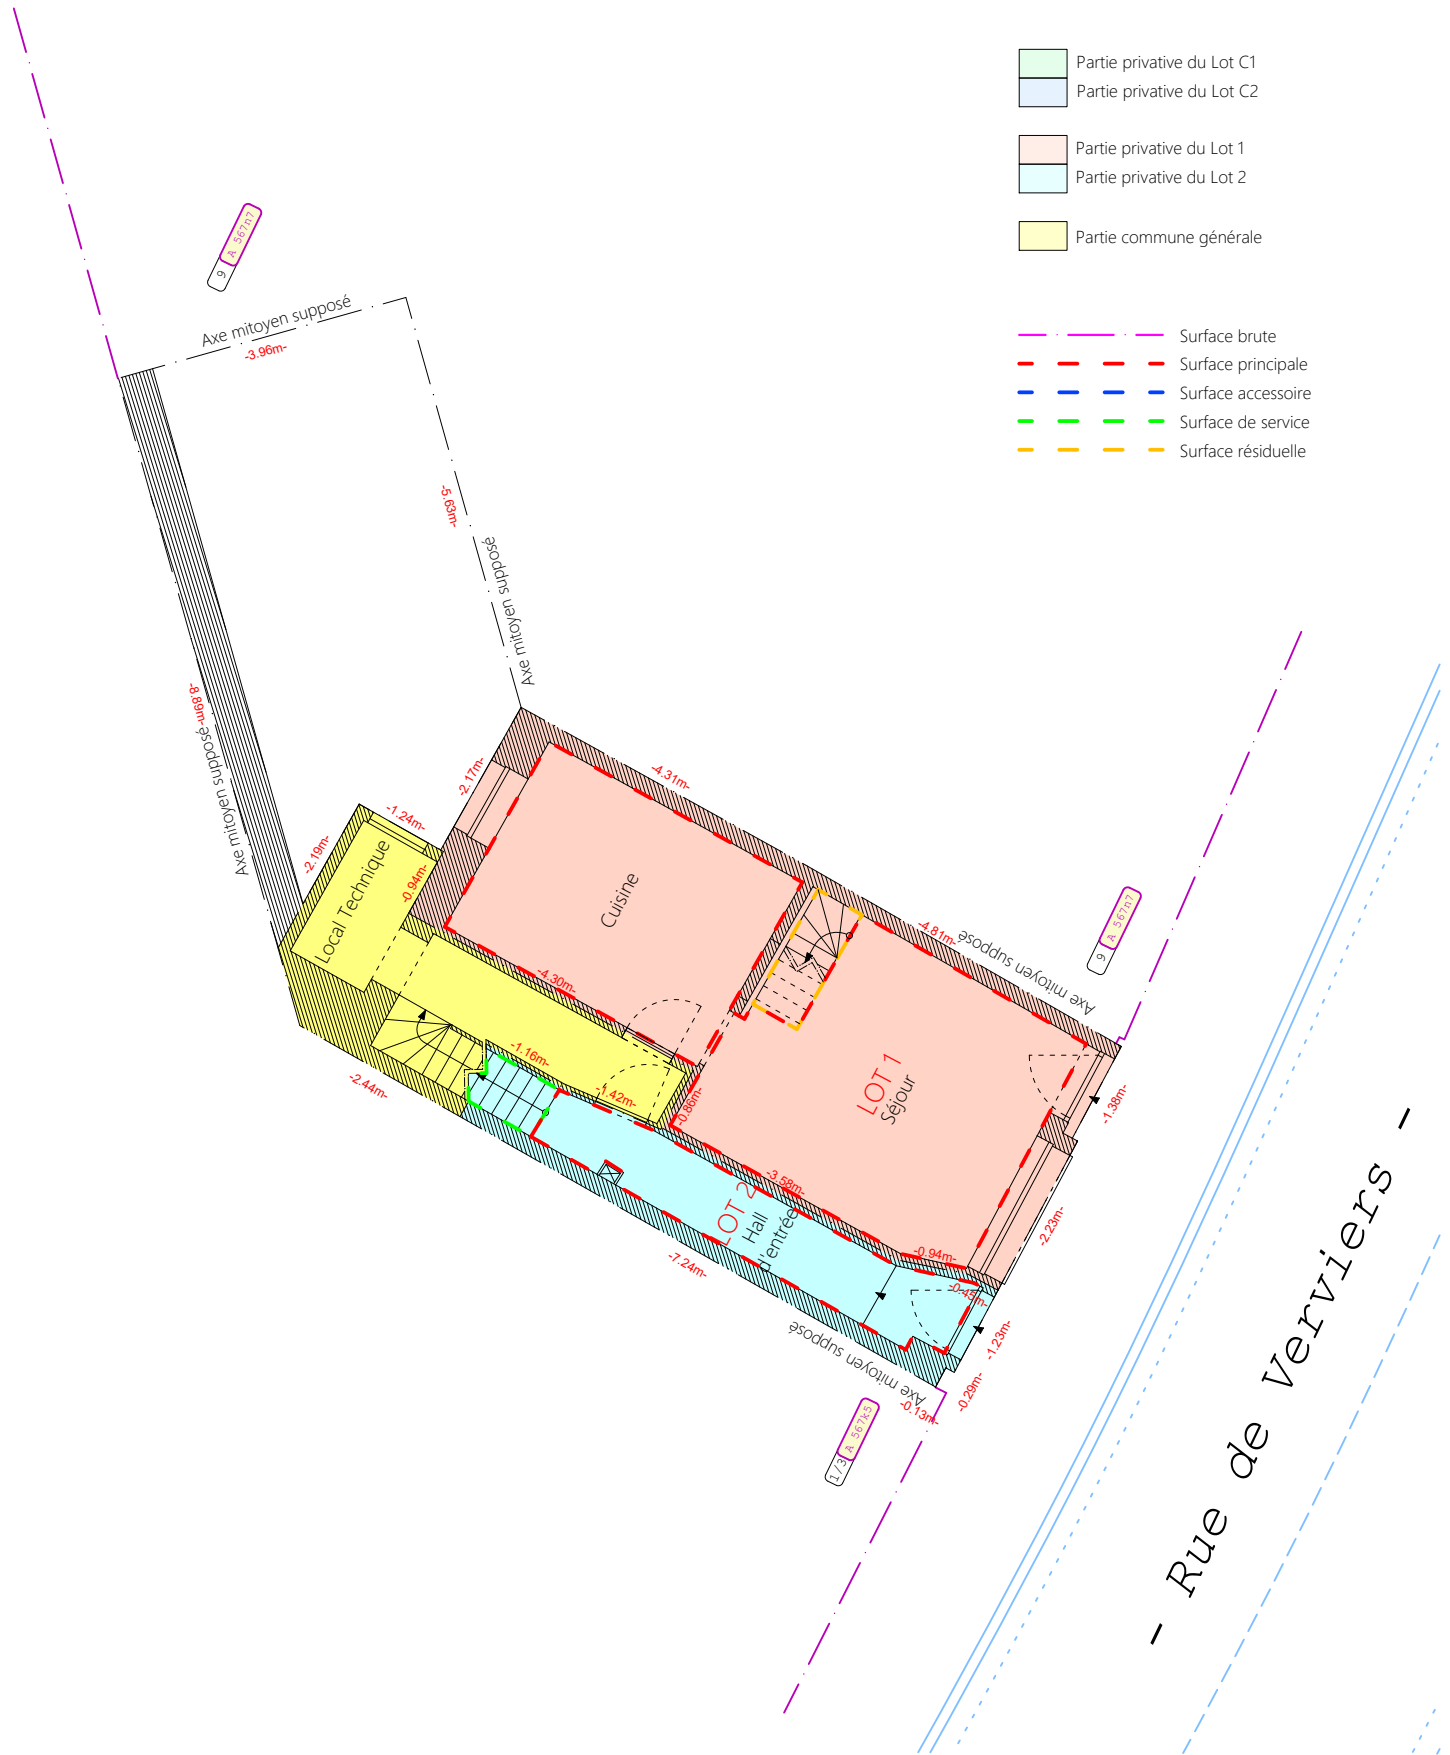 Partie privative du Lot C1
Partie privative du Lot C2
Partie privative du Lot 1
Partie privative du Lot 2
Partie commune générale
Surface brute
Surface principale
Surface accessoire
Surface de service
Surface résiduelle
9 A 567n7
Axe mitoyen supposé
-3.96m-
-5.63m-
Axe mitoyen supposé
-8.89m-
Axe mitoyen supposé
-2.17m-
-4.31m-
-1.24m-
-2.19m-
Local Technique
-0.94m-
Cuisine
-4.81m-
Axe mitoyen supposé
9 A 567n7
-4.30m-
-1.16m-
-1.42m-
-2.44m-
-0.86m-
LOT 1
Séjour
-1.38m-
-3.58m-
LOT 2
Hall
d'entrée
-2.23m-
-7.24m-
-0.94m-
-0.45m-
-1.23m-
Axe mitoyen supposé
-0.29m-
-0.13m-
1/3 A 567k5
- Rue de Verviers -